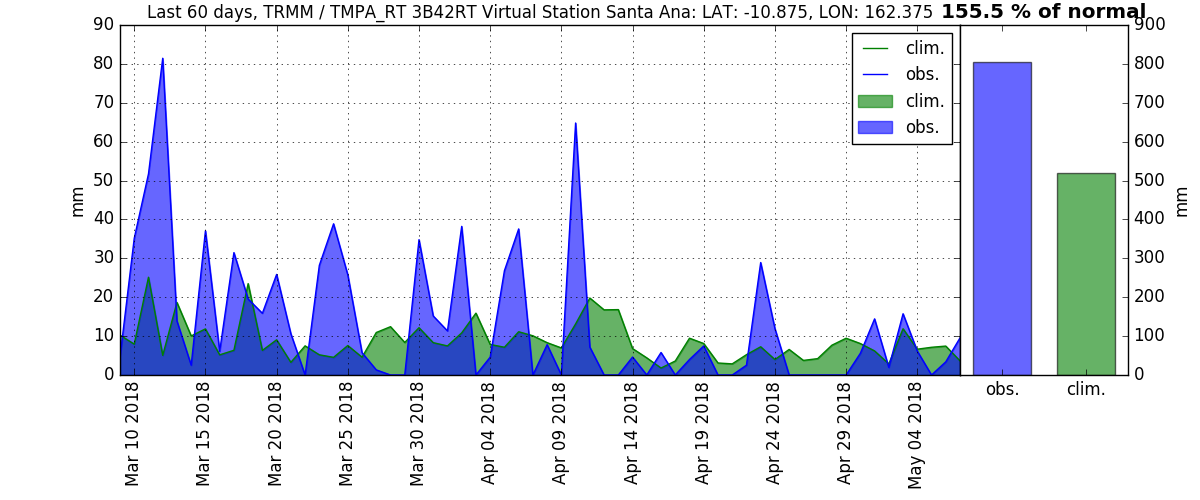 Last 60 days, TRMM / TMPA_RT 3B42RT Virtual Station Santa Ana: LAT: -10.875, LON: 162.375 155.5 % of normal
90
80
70
60
50
40
30
20
10
0
mm
clim.
obs.
clim.
obs.
900
800
700
600
500
400
300
200
100
0
mm
Mar 10 2018
Mar 15 2018
Mar 20 2018
Mar 25 2018
Mar 30 2018
Apr 04 2018
Apr 09 2018
Apr 14 2018
Apr 19 2018
Apr 24 2018
Apr 29 2018
May 04 2018
obs.
clim.